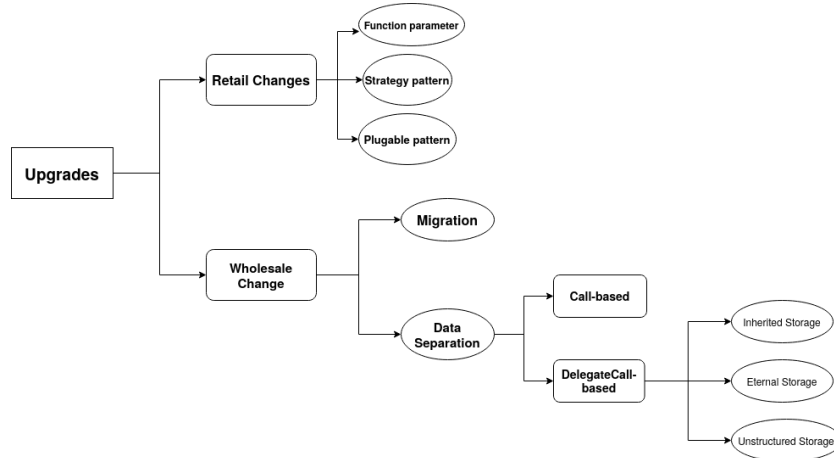 Upgrades
Retail Changes
Function parameter
Strategy pattern
Plugable pattern
Wholesale
Change
Migration
Data
Separation
Call-based
DelegateCall-
based
Inherited Storage
Eternal Storage
Unstructured Storage